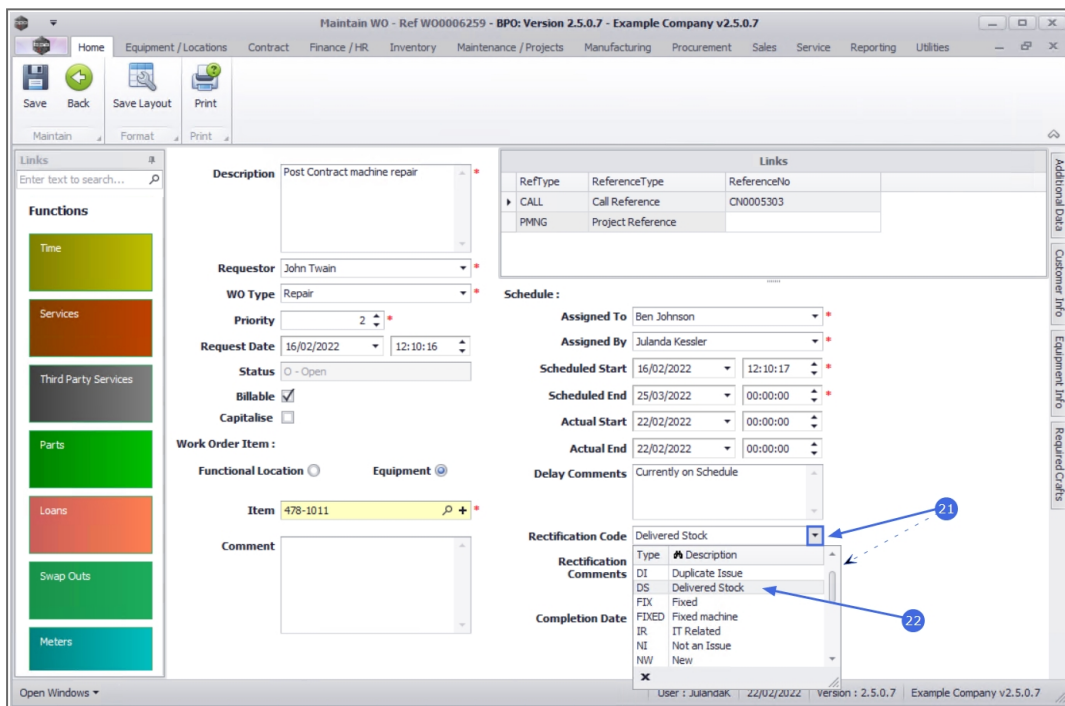 Maintain WO - Ref WO0006259 - BPO: Version 2.5.0.7 - Example Company v2.5.0.7
Home Equipment / Locations Contract Finance / HR Inventory Maintenance / Projects Manufacturing Procurement Sales Service Reporting Utilities
Save Back Save Layout Print
Maintain Format Print
Links
Enter text to search...
Functions
Time
Services
Third Party Services
Parts
Loans
Swap Outs
Meters
Description Post Contract machine repair *
Requestor John Twain *
WO Type Repair *
Priority 2 *
Request Date 16/02/2022 12:10:16
Status O - Open
Billable
Capitalise
Work Order Item :
Functional Location Equipment
Item 478-1011 *
Comment
Links
RefType ReferenceType ReferenceNo
CALL Call Reference CN0005303
PMNG Project Reference
Schedule :
Assigned To Ben Johnson *
Assigned By Julanda Kessler *
Scheduled Start 16/02/2022 12:10:17 *
Scheduled End 25/03/2022 00:00:00 *
Actual Start 22/02/2022 00:00:00
Actual End 22/02/2022 00:00:00
Delay Comments Currently on Schedule
21
Rectification Code Delivered Stock
Rectification
Comments
Type Description
DI Duplicate Issue
DS Delivered Stock
FIX Fixed
22
Completion Date
FIXED Fixed machine
IR IT Related
NI Not an Issue
NW New
Additional Data
Customer Info
Equipment Info
Required Crafts
Open Windows User : JulandaK 22/02/2022 Version : 2.5.0.7 Example Company v2.5.0.7